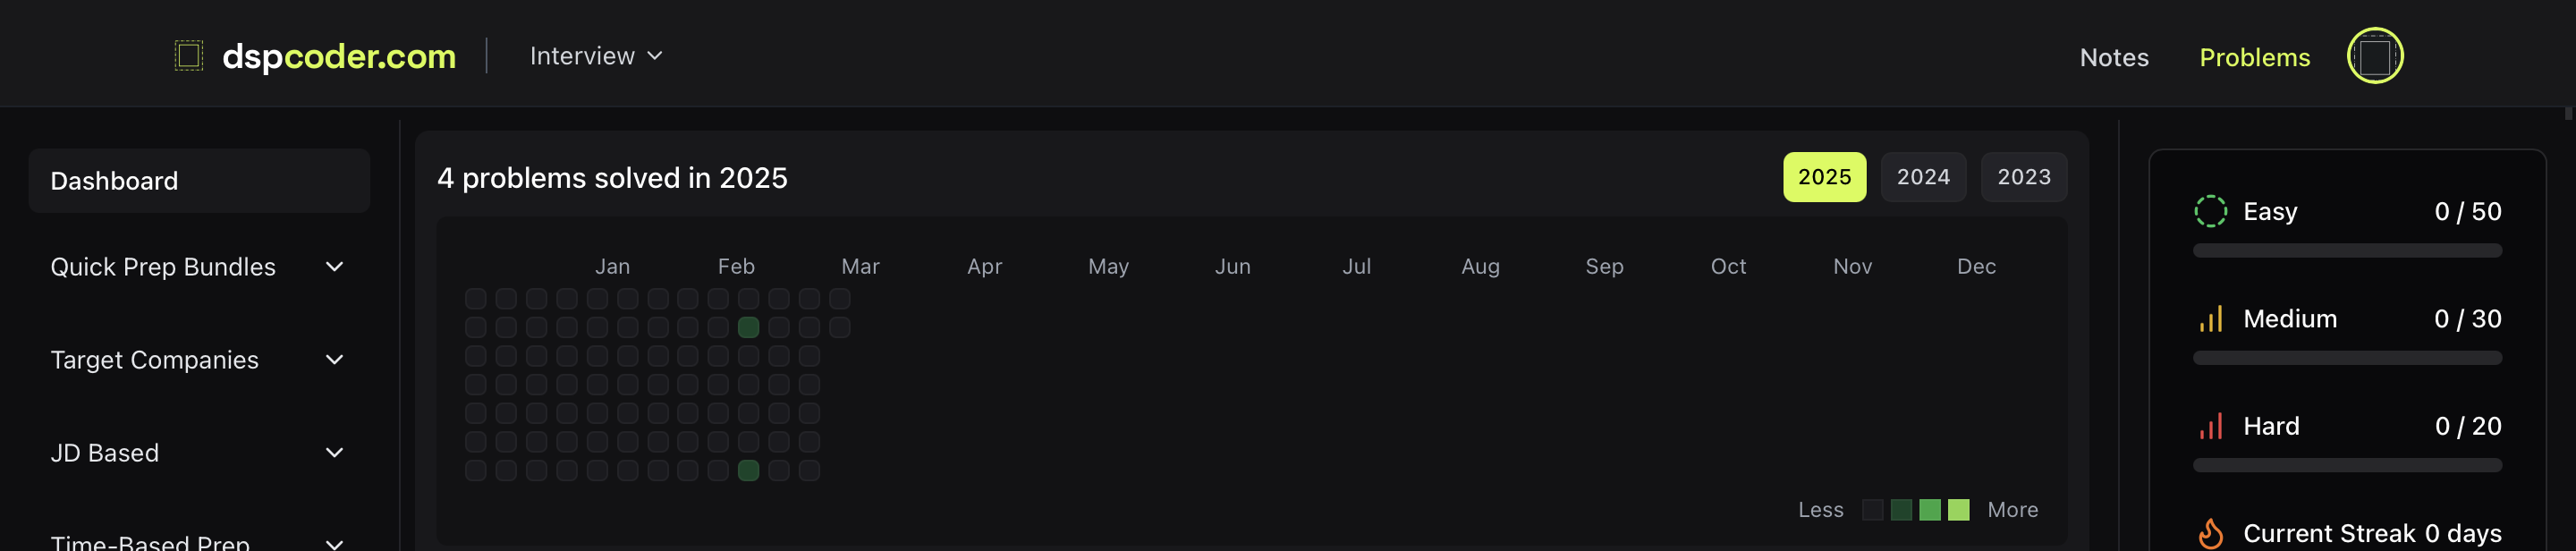 dspcoder.com
Interview
Notes
Problems
Dashboard
Quick Prep Bundles
Target Companies
JD Based
Time-Based Prep
4 problems solved in 2025
2025 2024 2023
Jan Feb Mar Apr May Jun Jul Aug Sep Oct Nov Dec
Less More
Easy 0 / 50
Medium 0 / 30
Hard 0 / 20
Current Streak 0 days